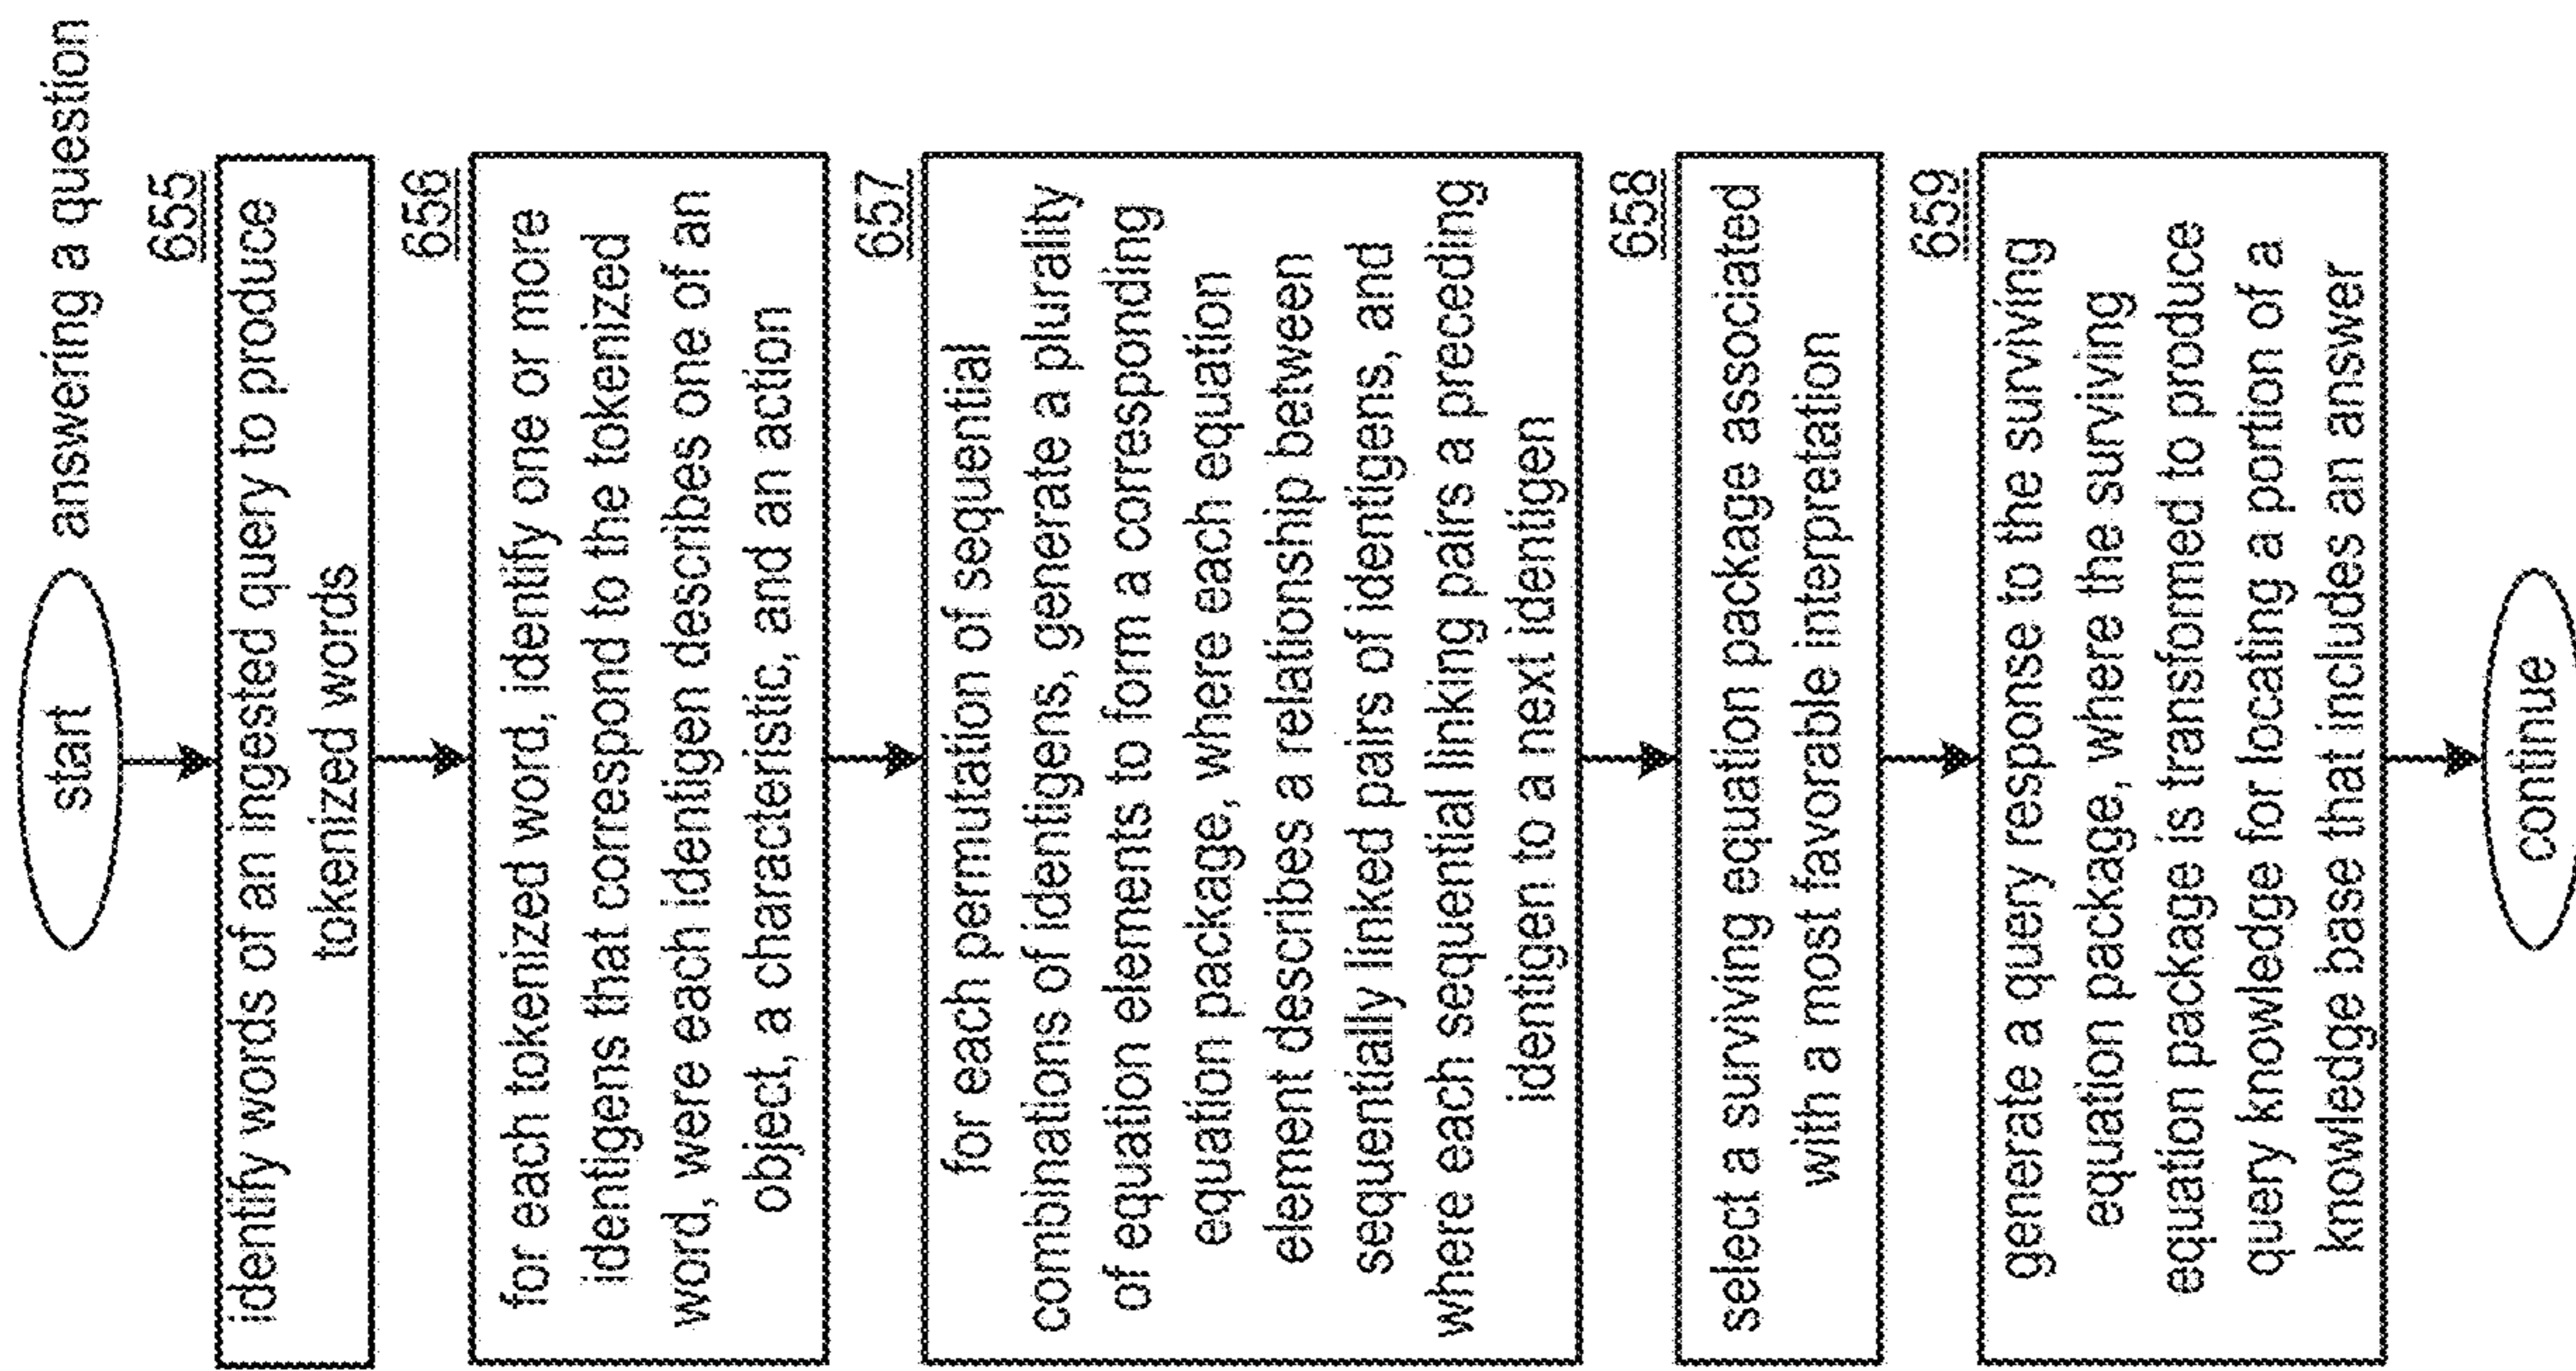 start
answering a question
655
identify words of an ingested query to produce
tokenized words
656
for each tokenized word, identify one or more
identigens that correspond to the tokenized
word, were each identigen describes one of an
object, a characteristic, and an action
657
for each permutation of sequential
combinations of identigens, generate a plurality
of equation elements to form a corresponding
equation package, where each equation
element describes a relationship between
sequentially linked pairs of identigens, and
where each sequential linking pairs a preceding
identigen to a next identigen
658
select a surviving equation package associated
with a most favorable interpretation
659
generate a query response to the surviving
equation package, where the surviving
equation package is transformed to produce
query knowledge for locating a portion of a
knowledge base that includes an answer
continue